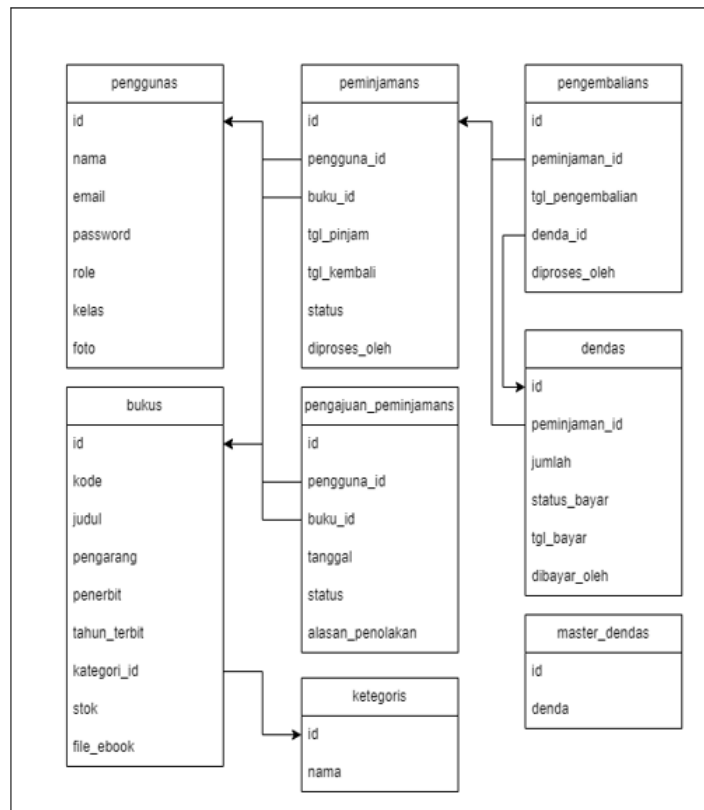 penggunas
id
nama
email
password
role
kelas
foto
peminjamans
id
pengguna_id
buku_id
tgl_pinjam
tgl_kembali
status
diproses_oleh
pengembalians
id
peminjaman_id
tgl_pengembalian
denda_id
diproses_oleh
bukus
id
kode
judul
pengarang
penerbit
tahun_terbit
kategori_id
stok
file_ebook
pengajuan_peminjamans
id
pengguna_id
buku_id
tanggal
status
alasan_penolakan
dendas
id
peminjaman_id
jumlah
status_bayar
tgl_bayar
dibayar_oleh
ketegoris
id
nama
master_dendas
id
denda